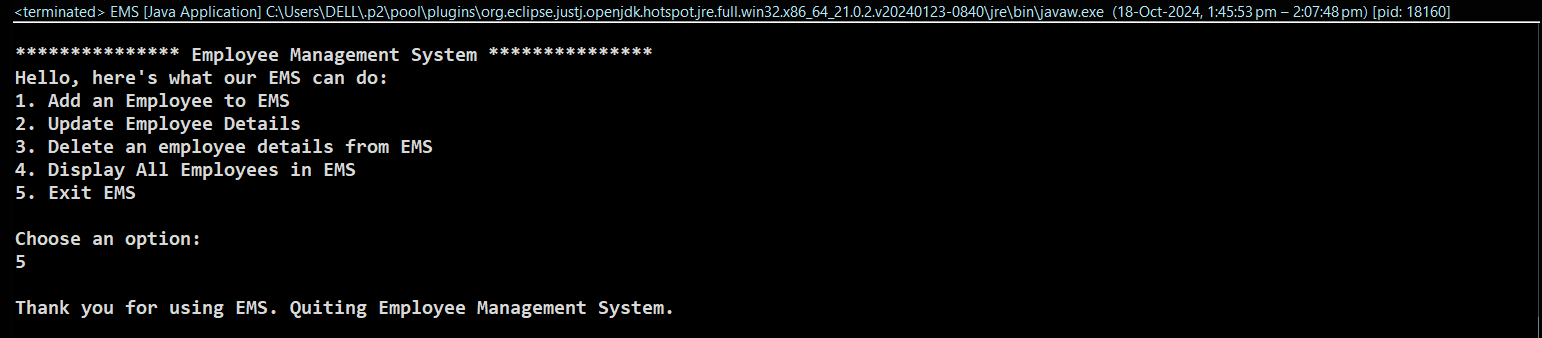 <terminated> EMS [Java Application] C:\Users\DELL\.p2\pool\plugins\org.eclipse.justj.openjdk.hotspot.jre.full.win32.x86_64_21.0.2.v20240123-0840\jre\bin\javaw.exe (18-Oct-2024, 1:45:53 pm – 2:07:48 pm) [pid: 18160]
*************** Employee Management System ***************
Hello, here's what our EMS can do:
1. Add an Employee to EMS
2. Update Employee Details
3. Delete an employee details from EMS
4. Display All Employees in EMS
5. Exit EMS
Choose an option:
5
Thank you for using EMS. Quiting Employee Management System.